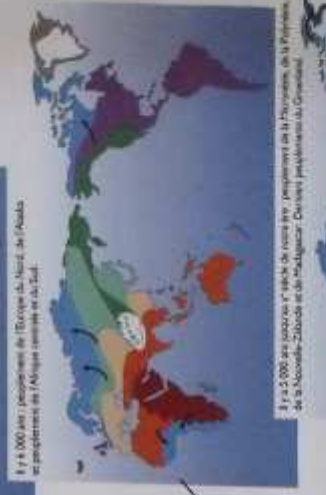 Il y a 6 000 ans : peuplement de l'Europe du Nord, de l'Alaska
et peuplement de l'Afrique centrale et du Sud.
Il y a 5 000 ans jusqu'au siècle de notre ère : peuplement de la Micronésie, de la Polynésie,
de la Nouvelle-Zélande et de Madagascar. Derniers peuplements du Groenland.